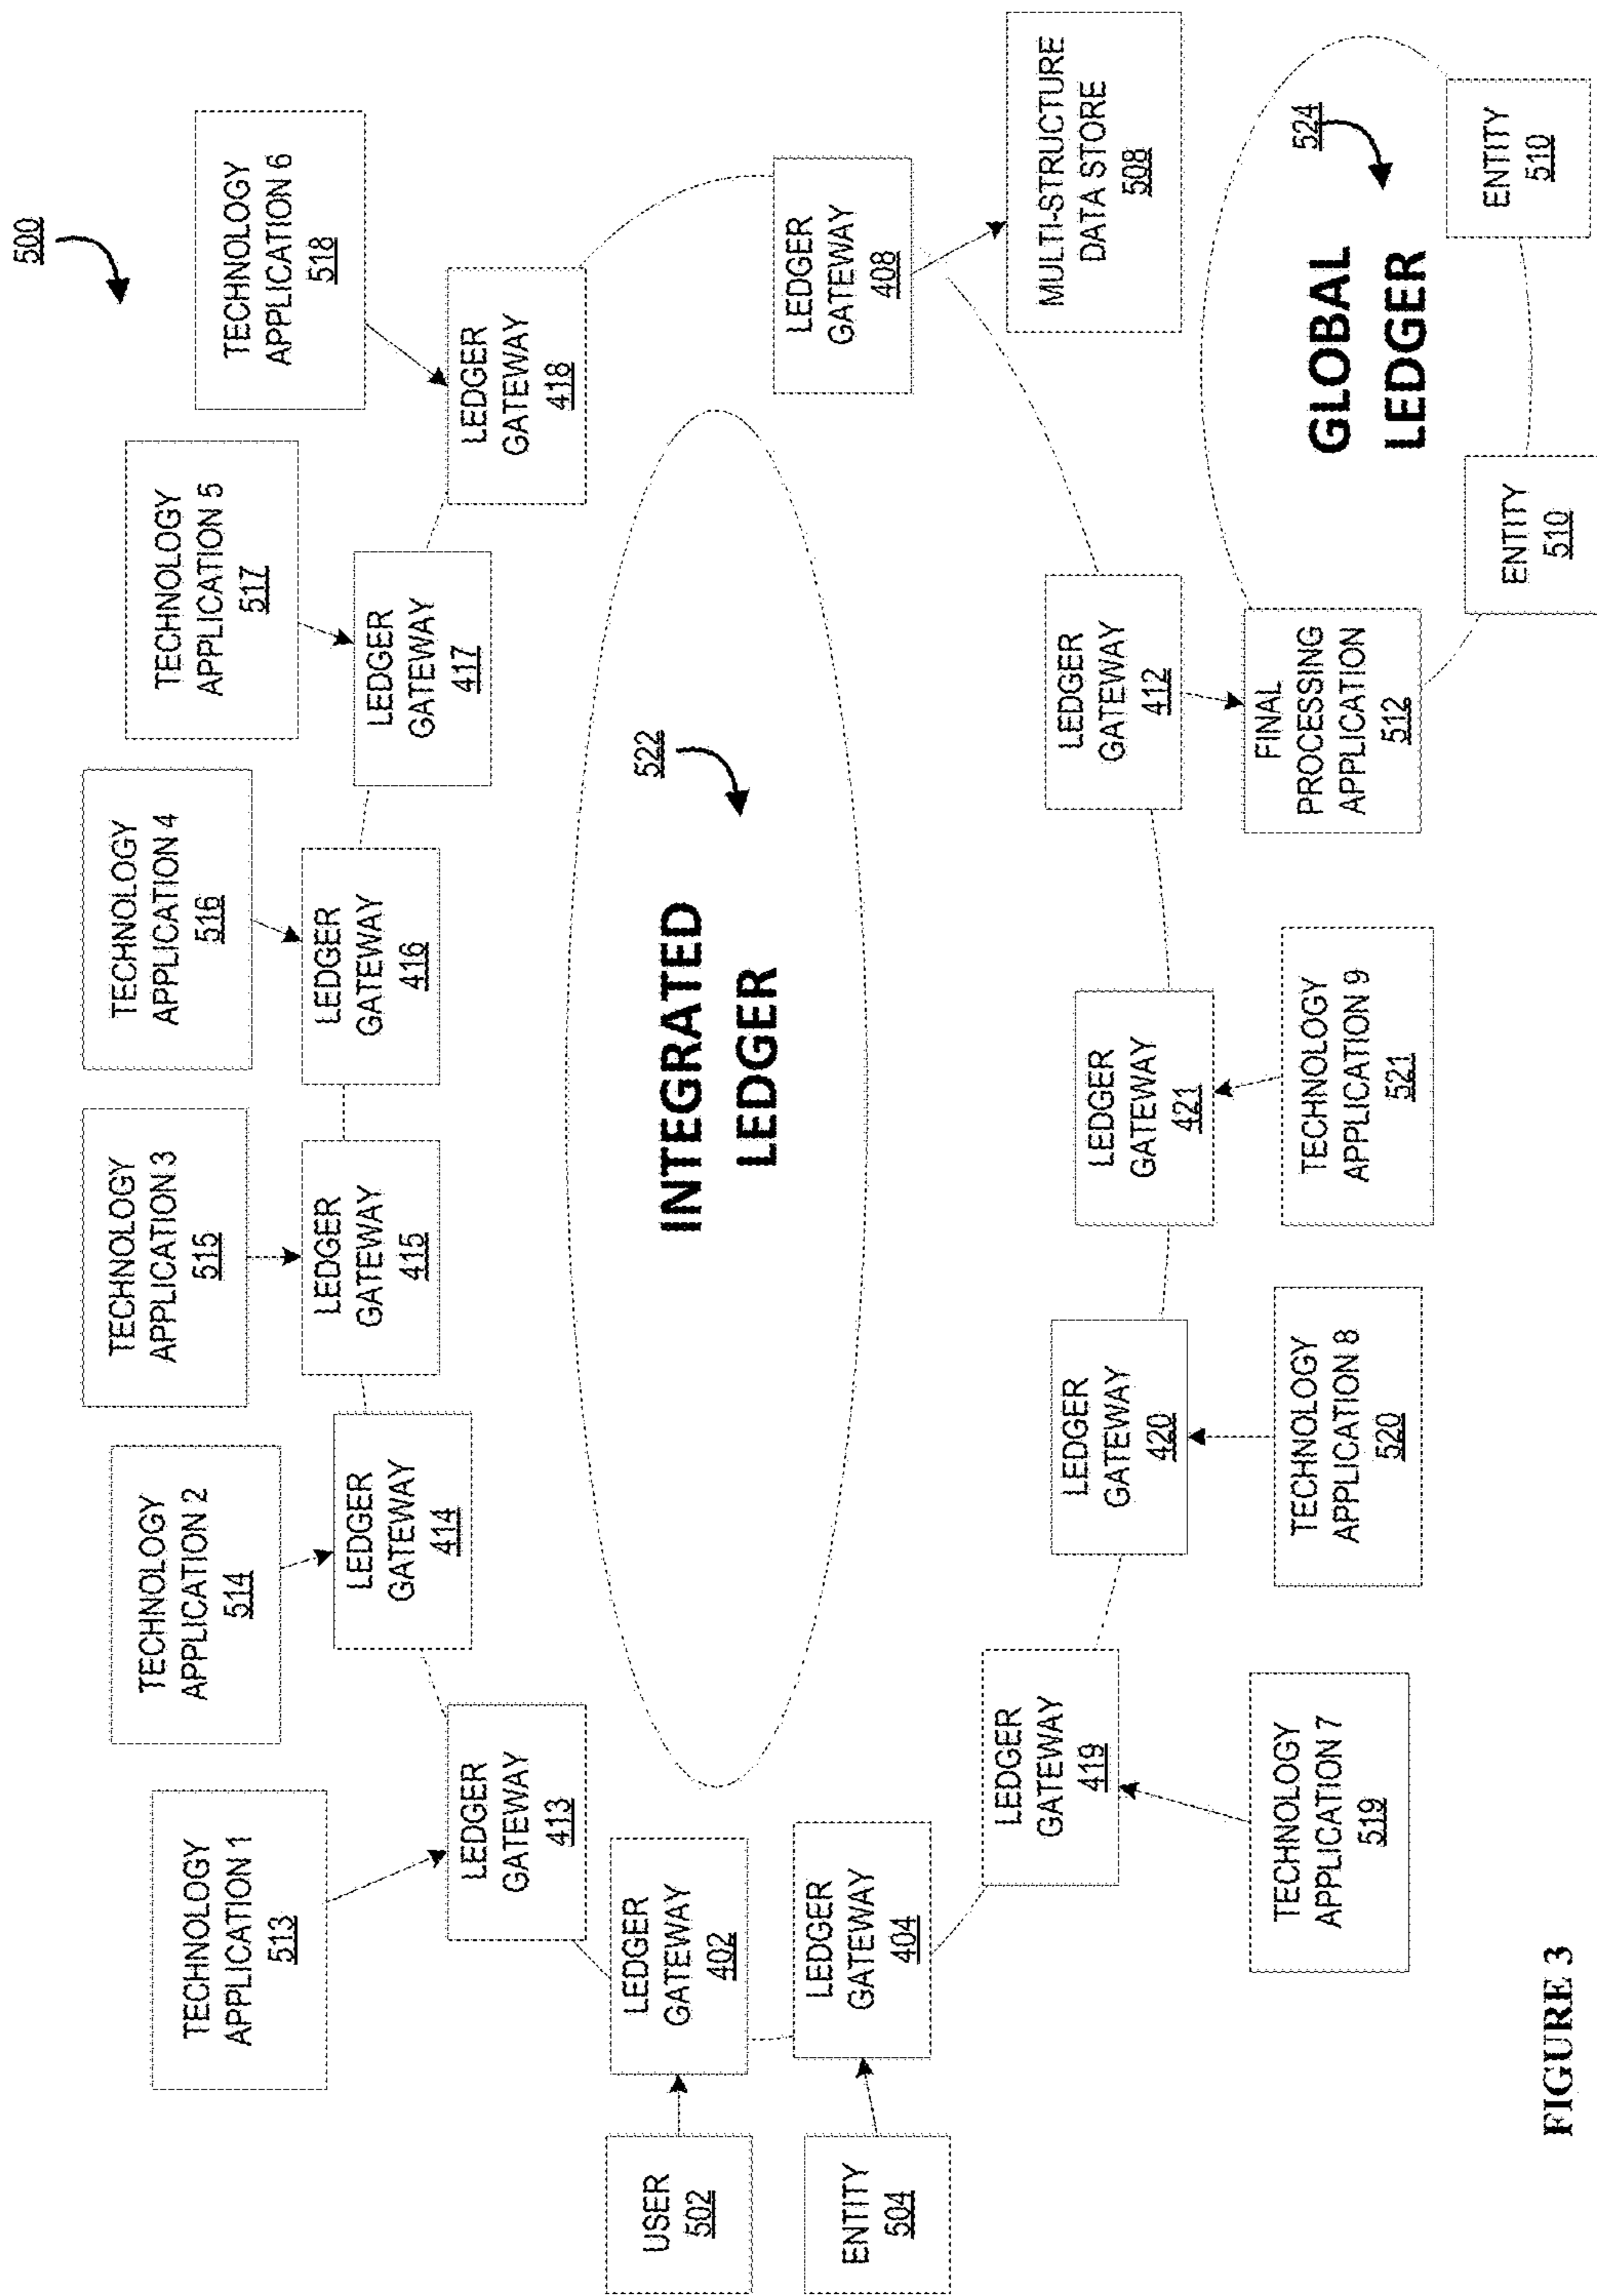 500
TECHNOLOGY
APPLICATION 1
513
TECHNOLOGY
APPLICATION 2
514
TECHNOLOGY
APPLICATION 3
515
TECHNOLOGY
APPLICATION 4
516
TECHNOLOGY
APPLICATION 5
517
TECHNOLOGY
APPLICATION 6
518
LEDGER
GATEWAY
413
LEDGER
GATEWAY
414
LEDGER
GATEWAY
415
LEDGER
GATEWAY
416
LEDGER
GATEWAY
417
LEDGER
GATEWAY
418
USER
502
LEDGER
GATEWAY
402
522
INTEGRATED
LEDGER
LEDGER
GATEWAY
408
MULTI-STRUCTURE
DATA STORE
508
ENTITY
504
LEDGER
GATEWAY
404
LEDGER
GATEWAY
419
LEDGER
GATEWAY
420
LEDGER
GATEWAY
421
LEDGER
GATEWAY
412
TECHNOLOGY
APPLICATION 7
519
TECHNOLOGY
APPLICATION 8
520
TECHNOLOGY
APPLICATION 9
521
FINAL
PROCESSING
APPLICATION
512
524
GLOBAL
LEDGER
ENTITY
510
ENTITY
510
FIGURE 3